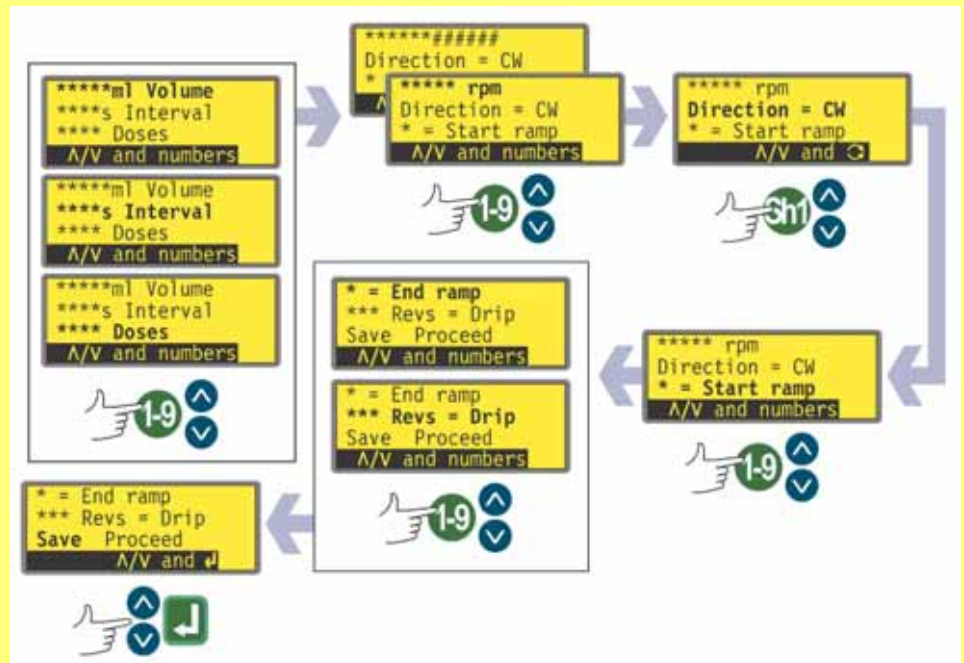 *****ml Volume
****s Interval
**** Doses
Λ/V and numbers
*****ml Volume
****s Interval
**** Doses
Λ/V and numbers
*****ml Volume
****s Interval
**** Doses
Λ/V and numbers
1-9
******######
Direction = CW
*
Λ
***** rpm
Direction = CW
* = Start ramp
Λ/V and numbers
1-9
***** rpm
Direction = CW
* = Start ramp
Λ/V and
Sh1
***** rpm
Direction = CW
* = Start ramp
Λ/V and numbers
1-9
* = End ramp
*** Revs = Drip
Save Proceed
Λ/V and numbers
* = End ramp
*** Revs = Drip
Save Proceed
Λ/V and numbers
1-9
* = End ramp
*** Revs = Drip
Save Proceed
Λ/V and ↲